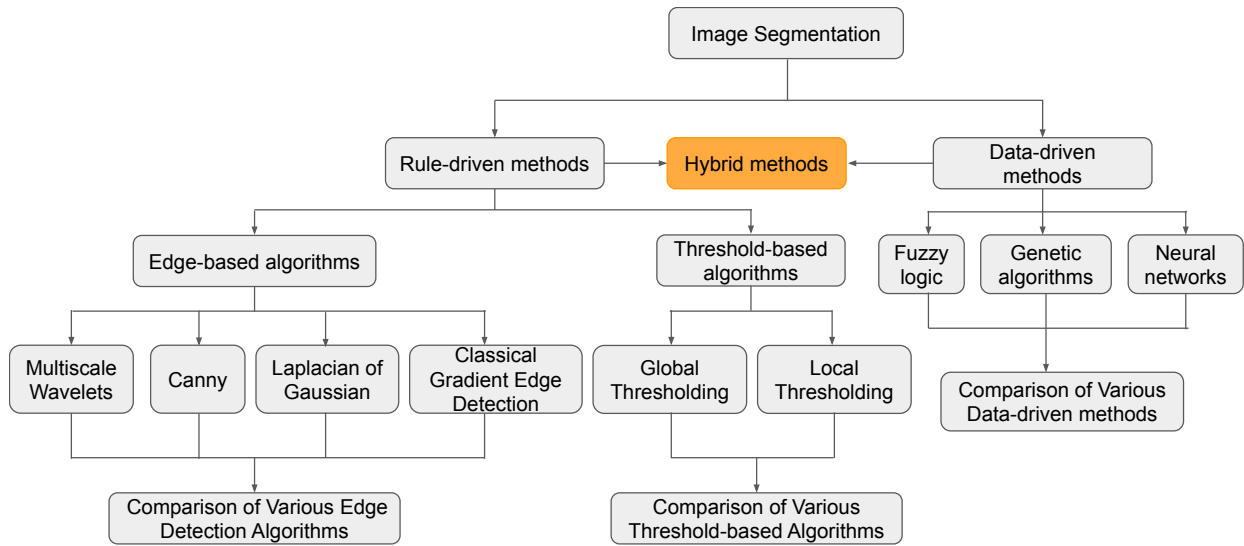 Image Segmentation
Rule-driven methods
Hybrid methods
Data-driven
methods
Edge-based algorithms
Threshold-based
algorithms
Fuzzy
logic
Genetic
algorithms
Neural
networks
Multiscale
Wavelets
Canny
Laplacian of
Gaussian
Classical
Gradient Edge
Detection
Global
Thresholding
Local
Thresholding
Comparison of Various
Data-driven methods
Comparison of Various Edge
Detection Algorithms
Comparison of Various
Threshold-based Algorithms